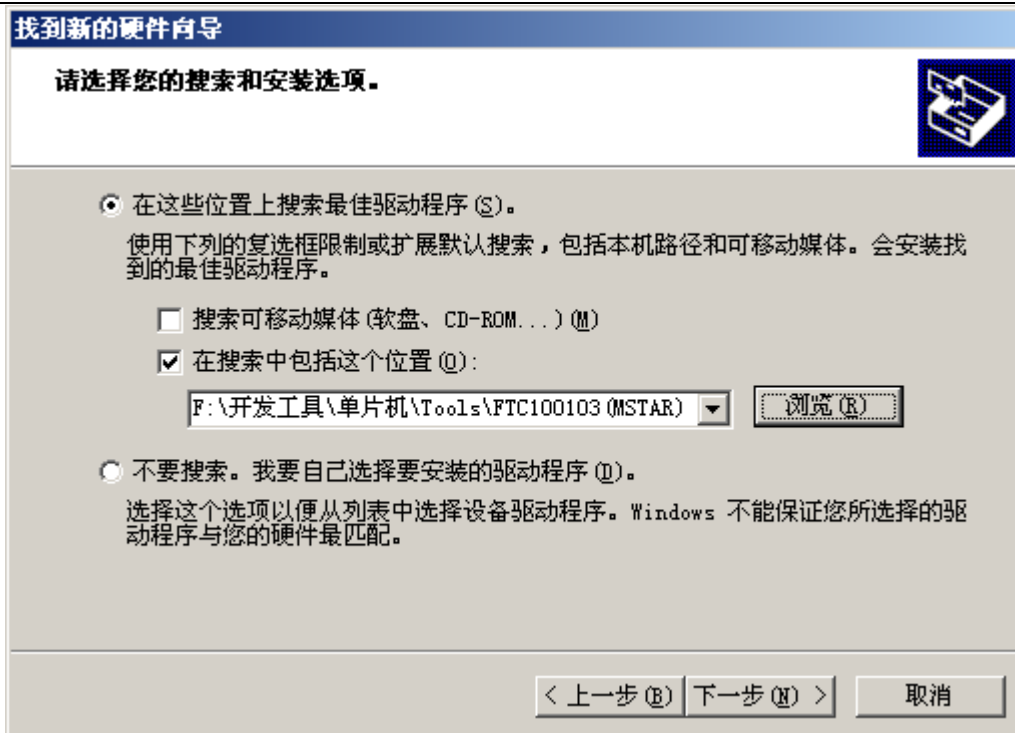 找到新的硬件向导
请选择您的搜索和安装选项。
在这些位置上搜索最佳驱动程序(S)。
使用下列的复选框限制或扩展默认搜索，包括本机路径和可移动媒体。会安装找
到的最佳驱动程序。
搜索可移动媒体(软盘、CD-ROM...)(M)
在搜索中包括这个位置(O):
F:\开发工具\单片机\Tools\FTC100103(MSTAR)
浏览(R)
不要搜索。我要自己选择要安装的驱动程序(D)。
选择这个选项以便从列表中选择设备驱动程序。Windows 不能保证您所选择的驱
动程序与您的硬件最匹配。
< 上一步(B) 下一步(N) > 取消